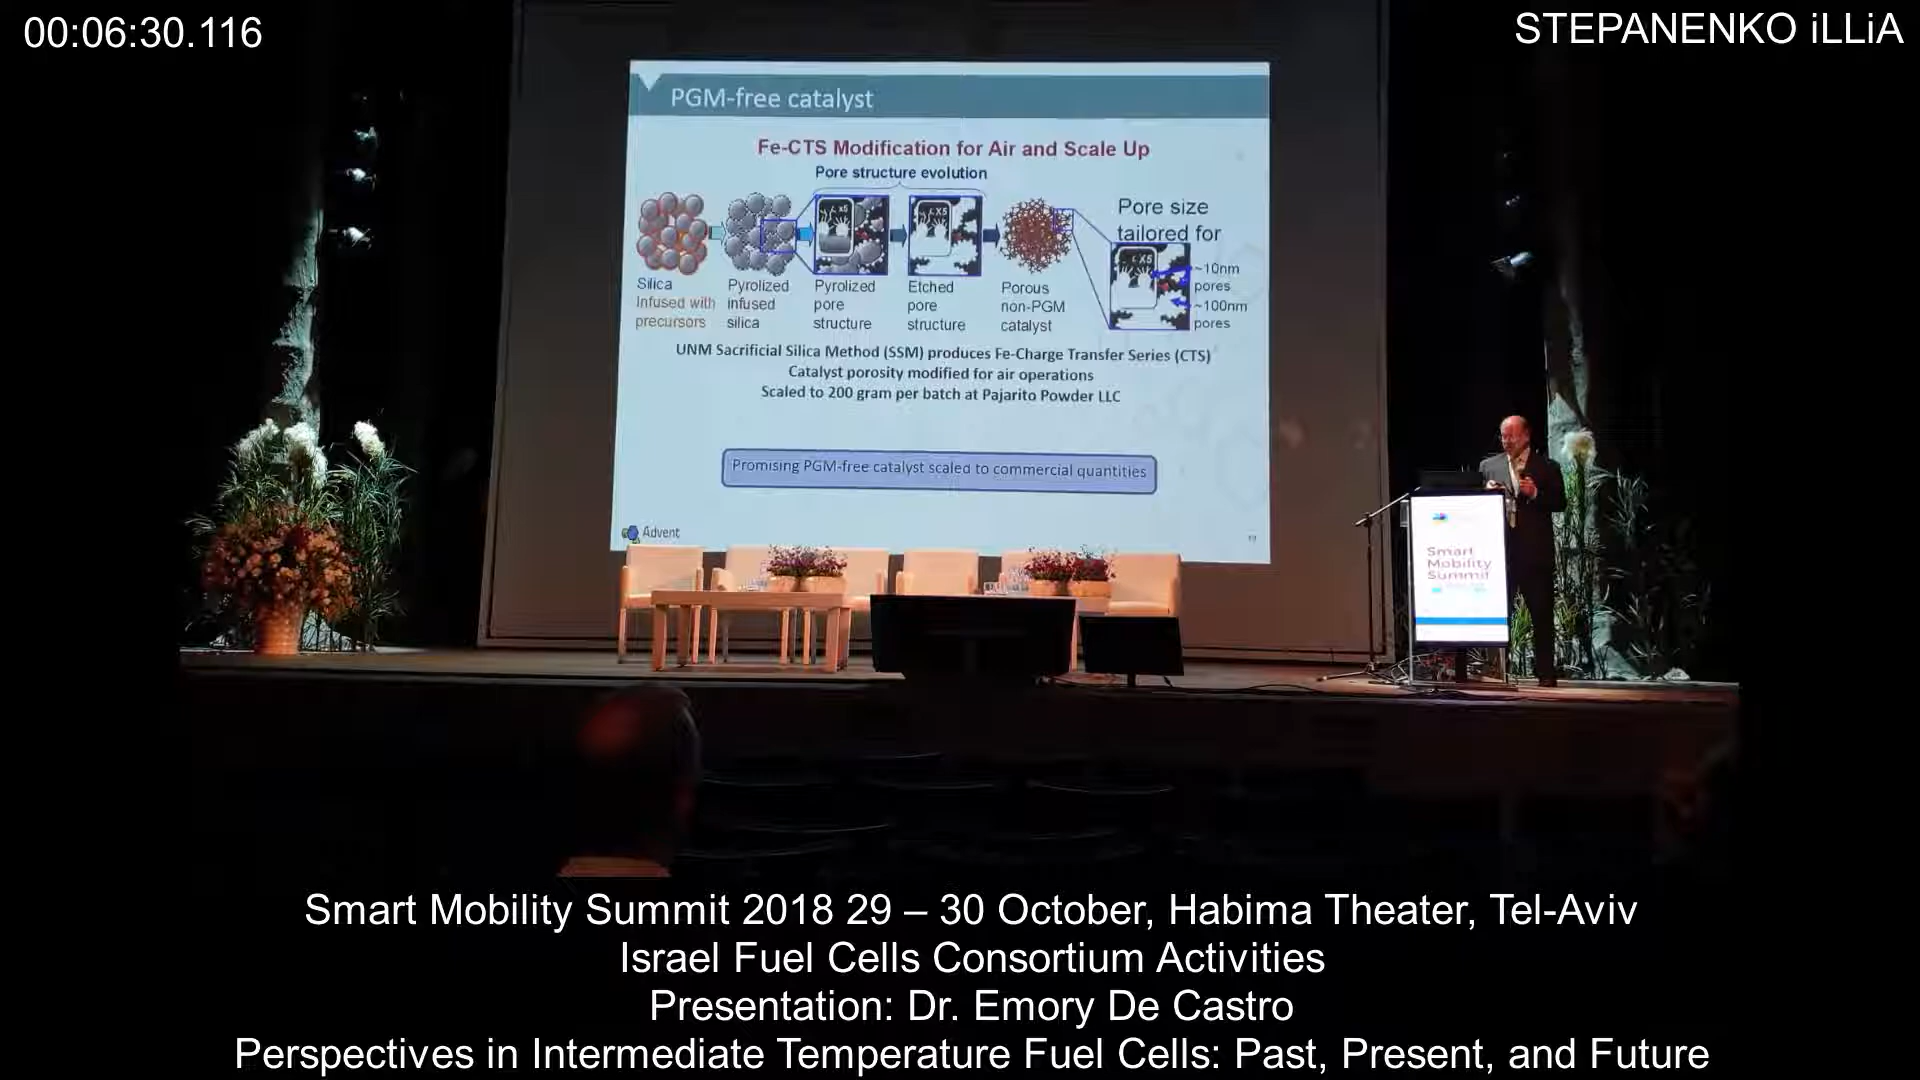 00:06:30.116
STEPANENKO iLLiA
PGM-free catalyst
Fe-CTS Modification for Air and Scale Up
Pore structure evolution
Pore size
tailored for
X5
X5
X5
~10nm
pores
~100nm
pores
Silica
Infused with
precursors
Pyrolized
infused
silica
Pyrolized
pore
structure
Etched
pore
structure
Porous
non-PGM
catalyst
UNM Sacrificial Silica Method (SSM) produces Fe-Charge Transfer Series (CTS)
Catalyst porosity modified for air operations
Scaled to 200 gram per batch at Pajarito Powder LLC
Promising PGM-free catalyst scaled to commercial quantities
Advent
Smart
Mobility
Summit
Smart Mobility Summit 2018 29 – 30 October, Habima Theater, Tel-Aviv
Israel Fuel Cells Consortium Activities
Presentation: Dr. Emory De Castro
Perspectives in Intermediate Temperature Fuel Cells: Past, Present, and Future